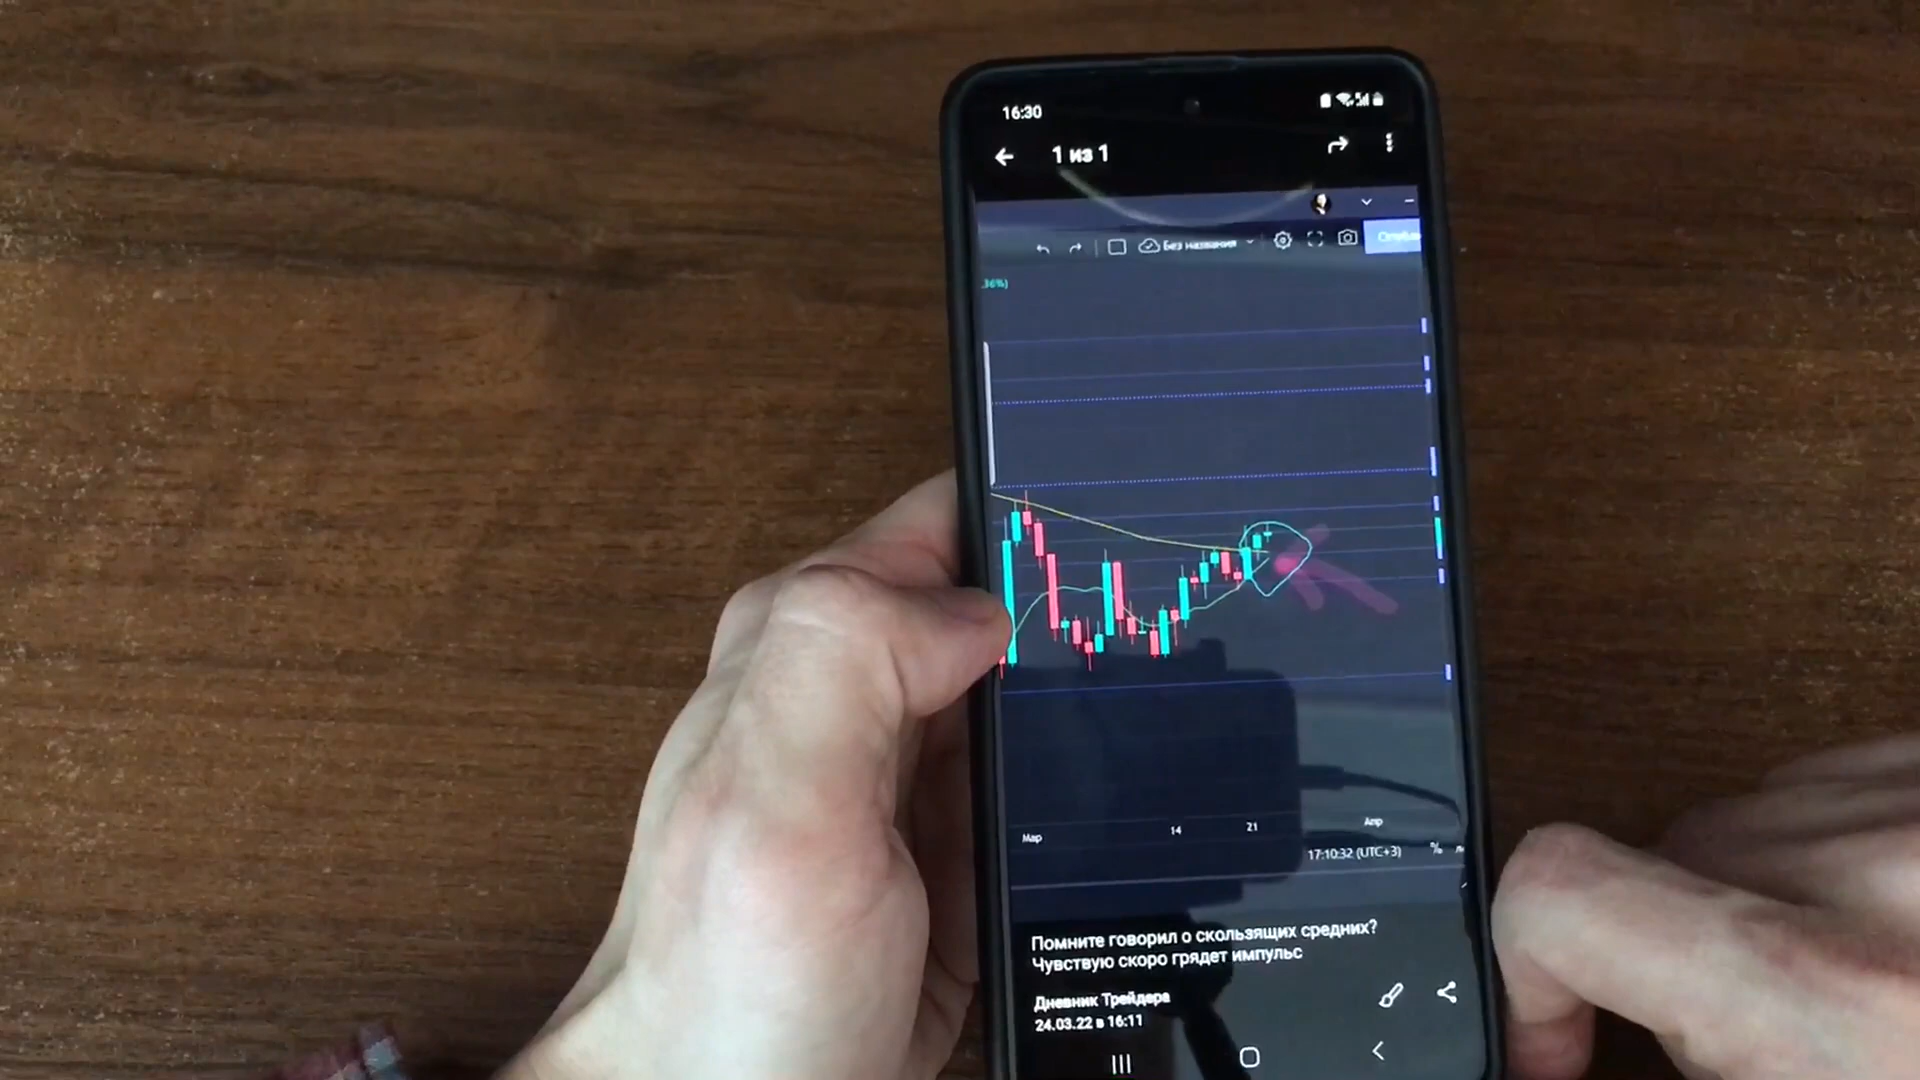 16:30
1 из 1
Без названия
.36%)
Мар 14 21 Апр
17:10:32 (UTC+3) %
Помните говорил о скользящих средних?
Чувствую скоро грядет импульс
Дневник Трейдера
24.03.22 в 16:11